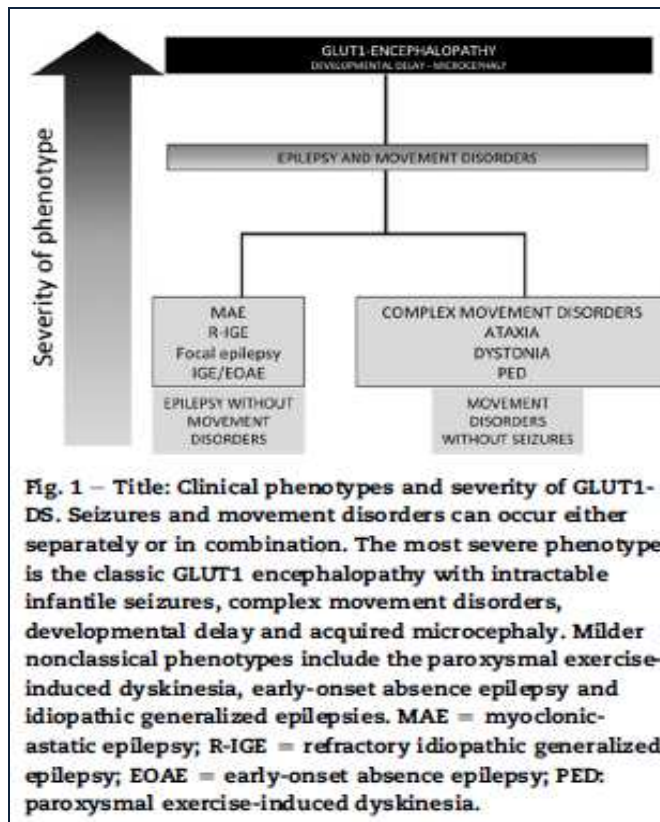 GLUT1-ENCEPHALOPATHY
DEVELOPMENTAL DELAY - MICROCEPHALY
Severity of phenotype
EPILEPSY AND MOVEMENT DISORDERS
MAE
R-IGE
Focal epilepsy
IGE/EOAE
EPILEPSY WITHOUT
MOVEMENT
DISORDERS
COMPLEX MOVEMENT DISORDERS
ATAXIA
DYSTONIA
PED
MOVEMENT
DISORDERS
WITHOUT SEIZURES
Fig. 1 – Title: Clinical phenotypes and severity of GLUT1-
DS. Seizures and movement disorders can occur either
separately or in combination. The most severe phenotype
is the classic GLUT1 encephalopathy with intractable
infantile seizures, complex movement disorders,
developmental delay and acquired microcephaly. Milder
nonclassical phenotypes include the paroxysmal exercise-
induced dyskinesia, early-onset absence epilepsy and
idiopathic generalized epilepsies. MAE = myoclonic-
astatic epilepsy; R-IGE = refractory idiopathic generalized
epilepsy; EOAE = early-onset absence epilepsy; PED:
paroxysmal exercise-induced dyskinesia.